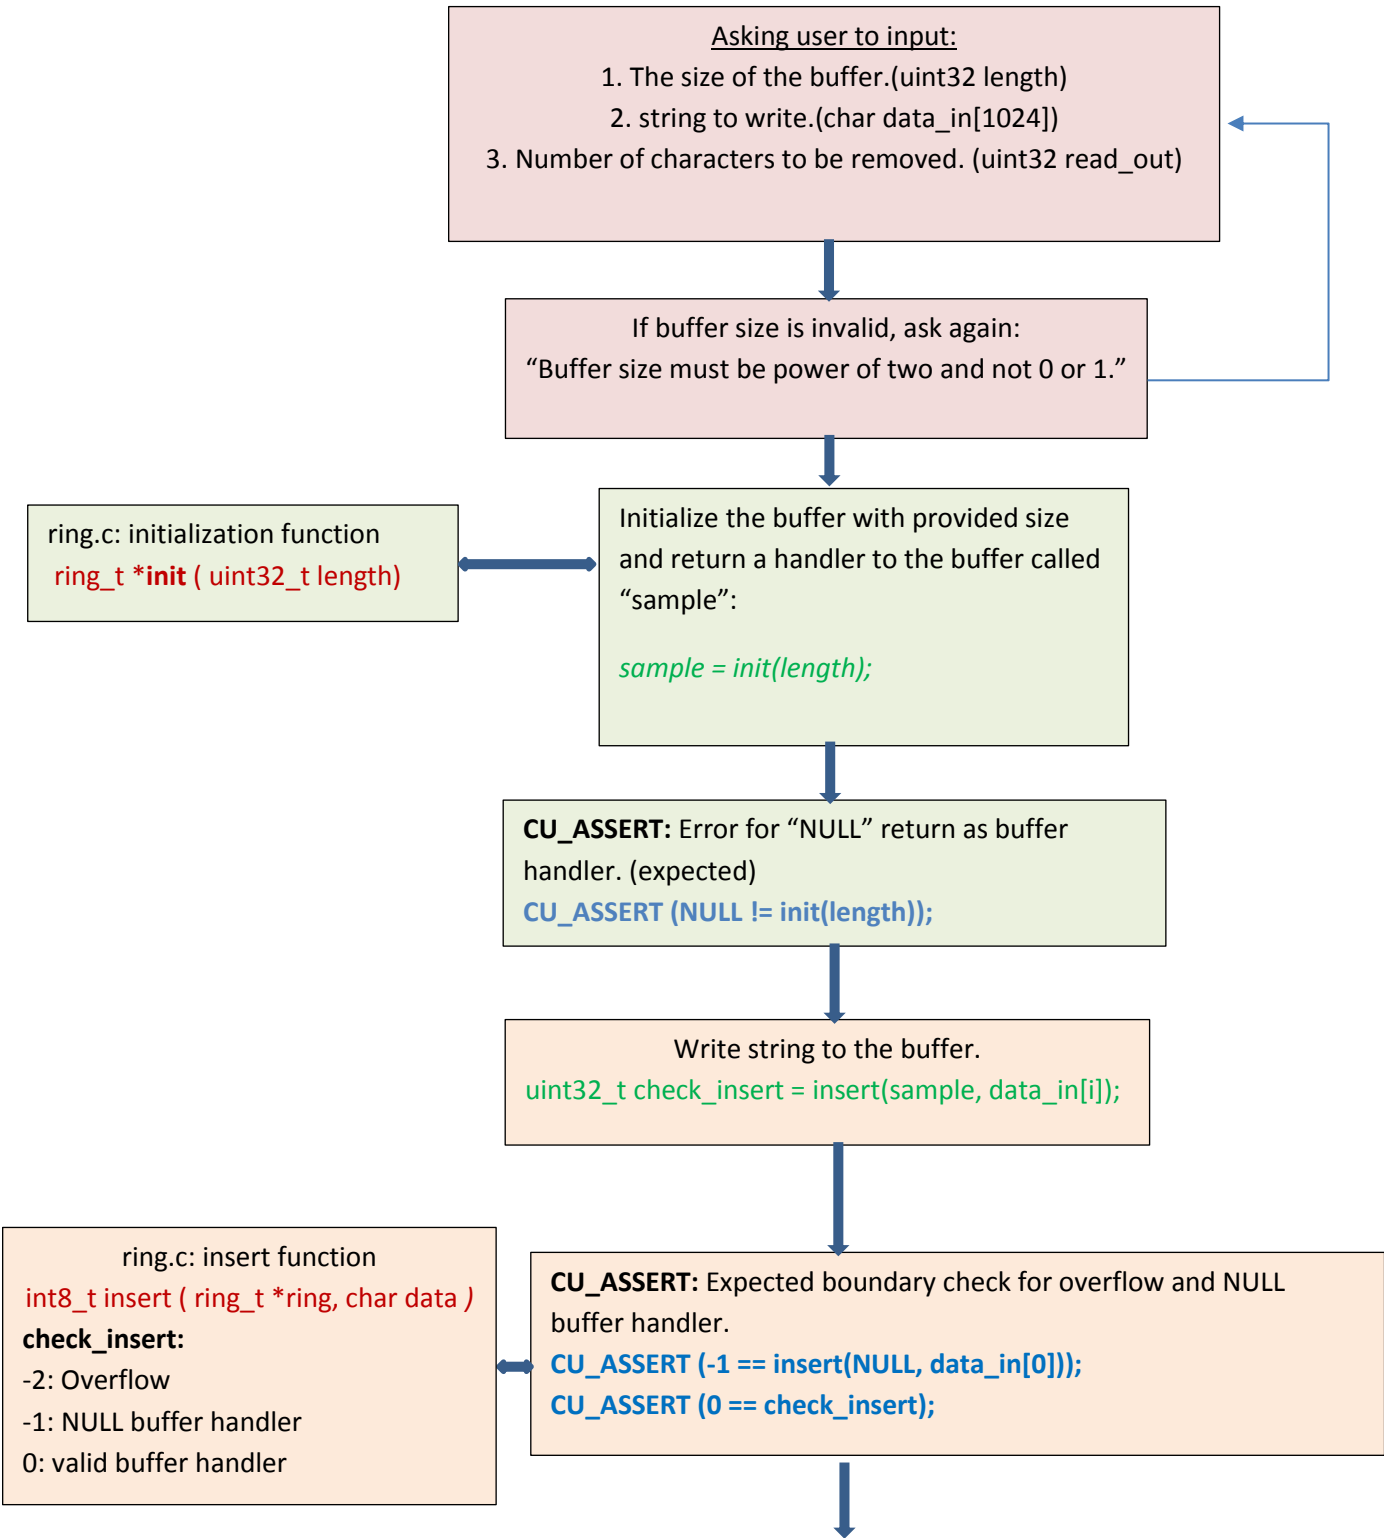 Asking user to input:
1. The size of the buffer.(uint32 length)
2. string to write.(char data_in[1024])
3. Number of characters to be removed. (uint32 read_out)
If buffer size is invalid, ask again:
“Buffer size must be power of two and not 0 or 1.”
ring.c: initialization function
ring_t *init ( uint32_t length)
Initialize the buffer with provided size
and return a handler to the buffer called
“sample”:
sample = init(length);
CU_ASSERT: Error for “NULL” return as buffer
handler. (expected)
CU_ASSERT (NULL != init(length));
Write string to the buffer.
uint32_t check_insert = insert(sample, data_in[i]);
ring.c: insert function
int8_t insert ( ring_t *ring, char data )
check_insert:
-2: Overflow
-1: NULL buffer handler
0: valid buffer handler
CU_ASSERT: Expected boundary check for overflow and NULL
buffer handler.
CU_ASSERT (-1 == insert(NULL, data_in[0]));
CU_ASSERT (0 == check_insert);